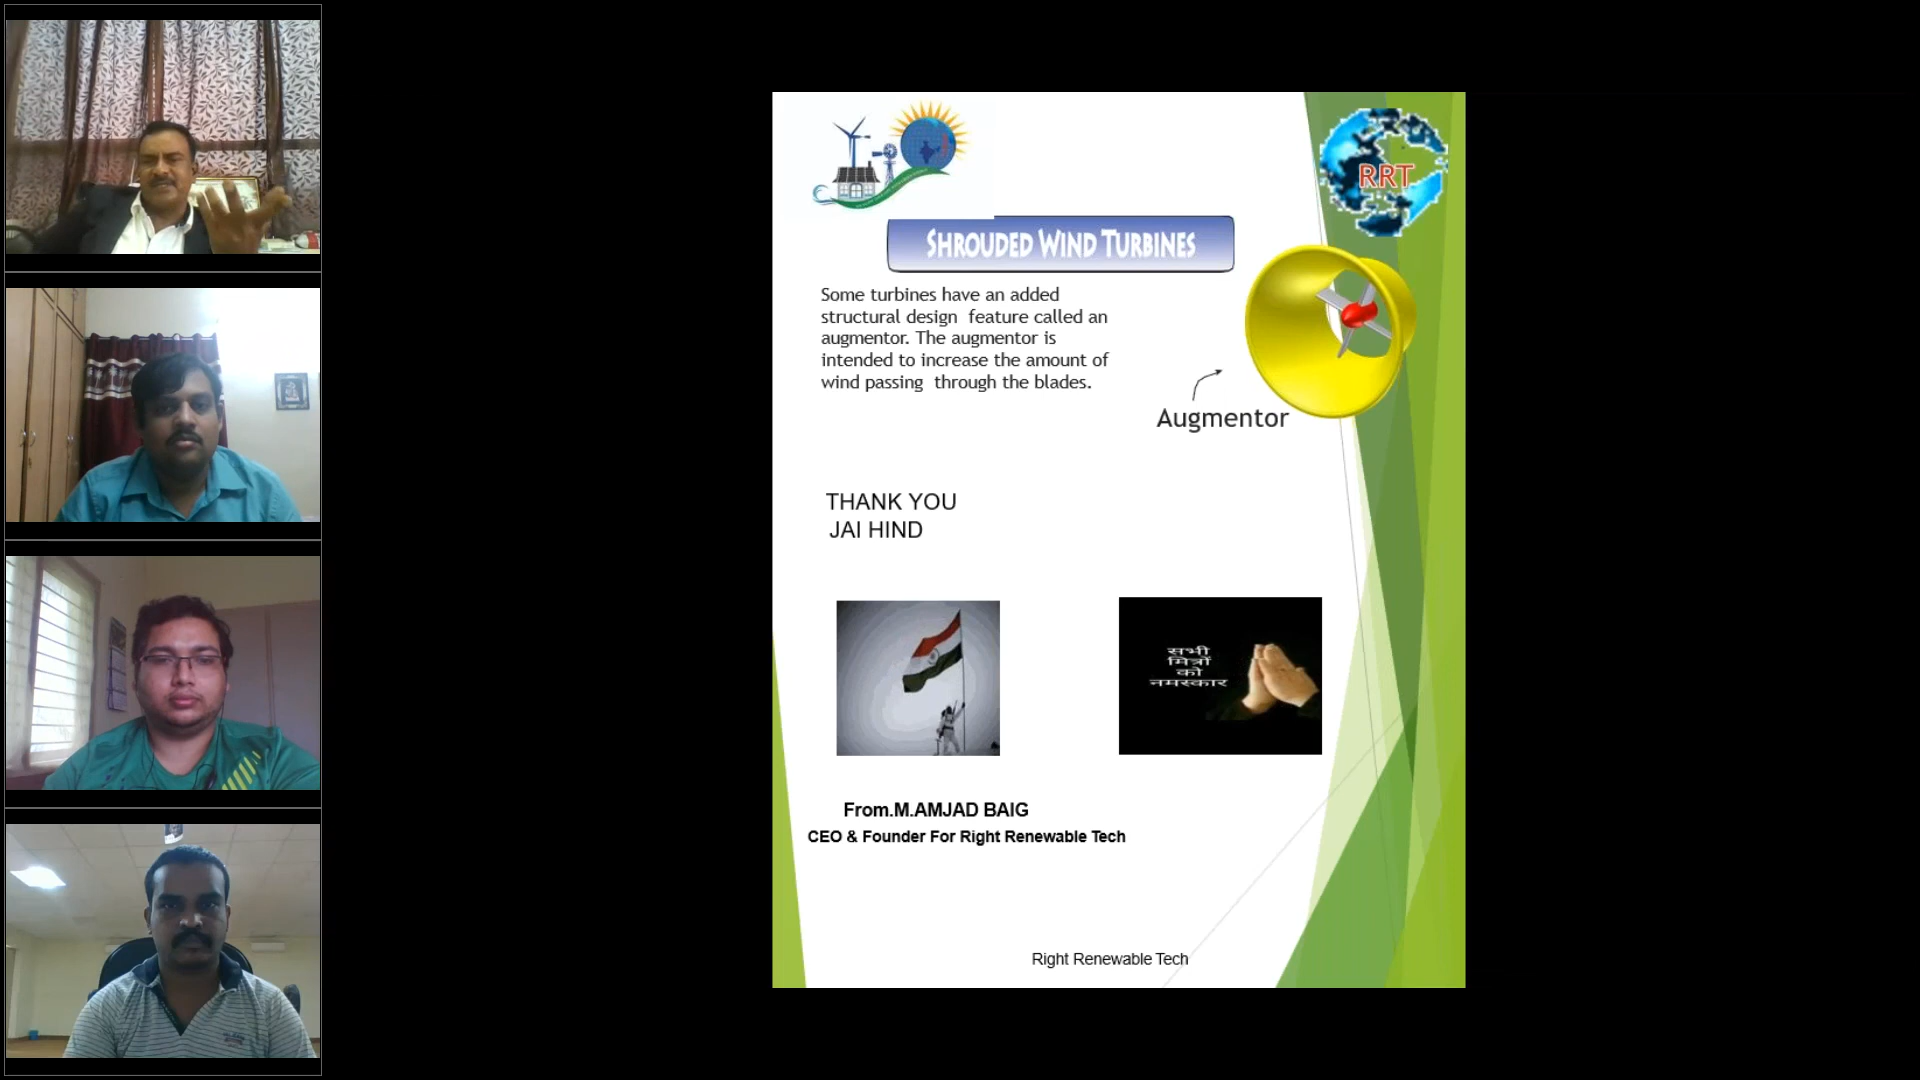 RRT
SHROUDED WIND TURBINES
Some turbines have an added
structural design feature called an
augmentor. The augmentor is
intended to increase the amount of
wind passing through the blades.
Augmentor
THANK YOU
JAI HIND
सभी
मित्रों
को
नमस्कार
From.M.AMJAD BAIG
CEO & Founder For Right Renewable Tech
Right Renewable Tech